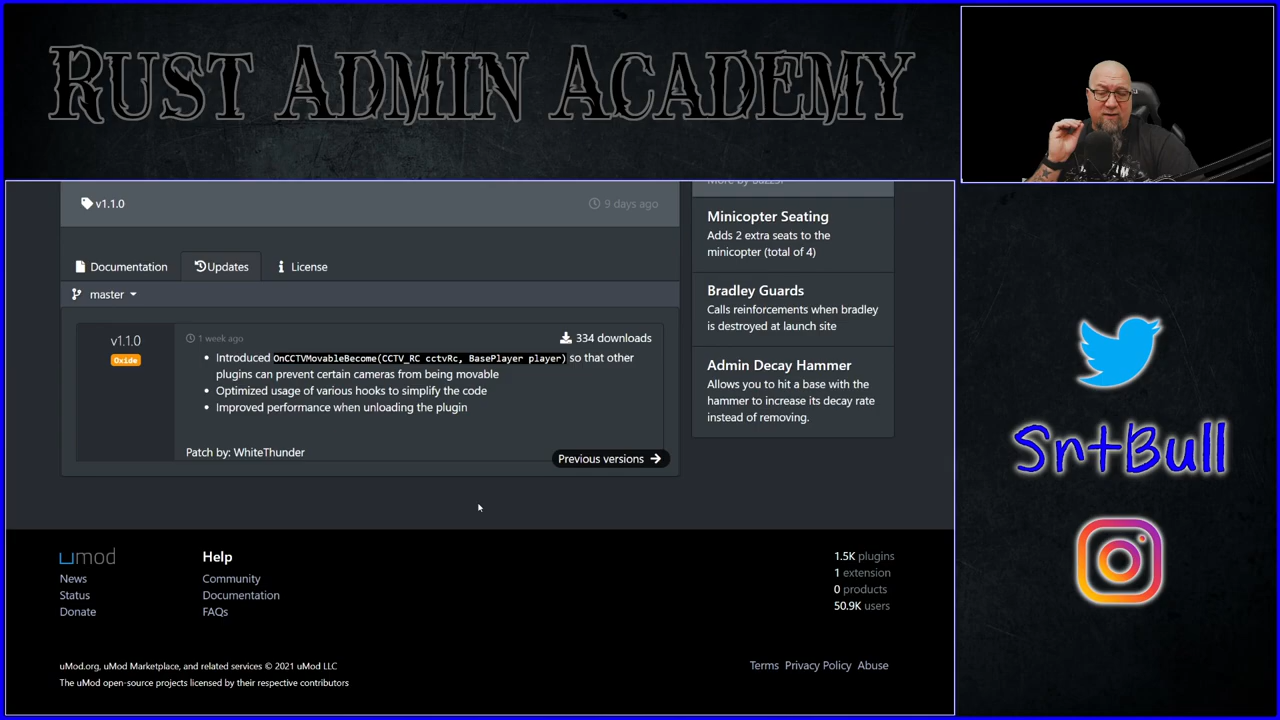 RUST ADMIN ACADEMY
v1.1.0
9 days ago
Documentation
Updates
License
master
v1.1.0
Oxide
1 week ago
334 downloads
Introduced OnCCTVMovableBecome(CCTV_RC cctvRc, BasePlayer player) so that other
plugins can prevent certain cameras from being movable
Optimized usage of various hooks to simplify the code
Improved performance when unloading the plugin
Patch by: WhiteThunder
Previous versions
Minicopter Seating
Adds 2 extra seats to the
minicopter (total of 4)
Bradley Guards
Calls reinforcements when bradley
is destroyed at launch site
Admin Decay Hammer
Allows you to hit a base with the
hammer to increase its decay rate
instead of removing.
SntBull
umod
News
Status
Donate
Help
Community
Documentation
FAQs
1.5K plugins
1 extension
0 products
50.9K users
uMod.org, uMod Marketplace, and related services © 2021 uMod LLC
The uMod open-source projects licensed by their respective contributors
Terms Privacy Policy Abuse